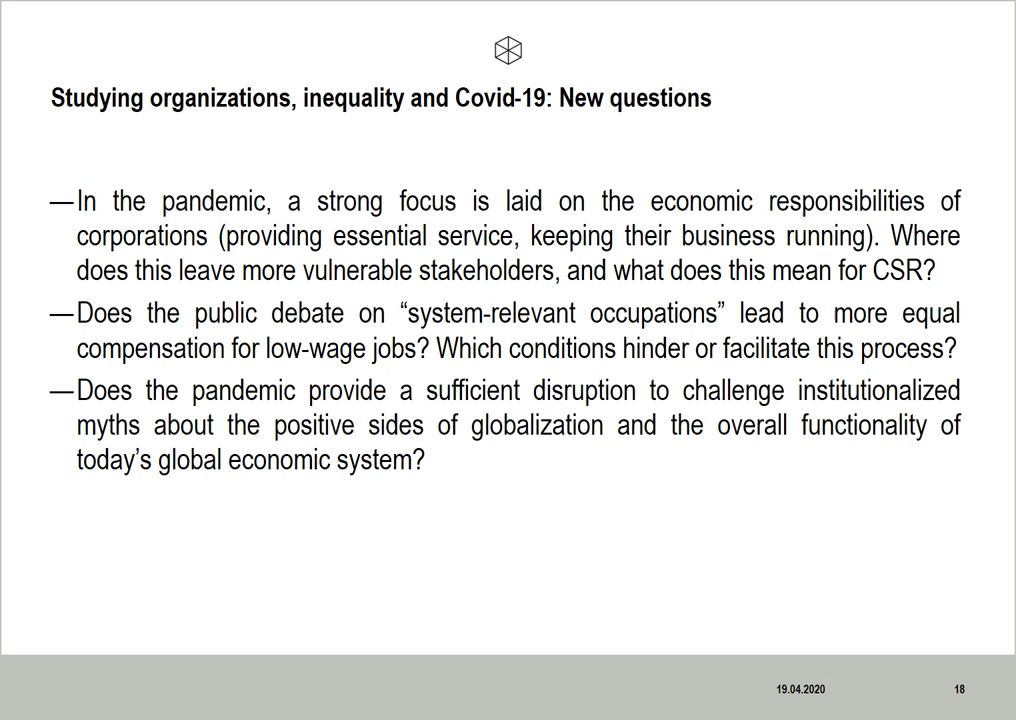 Studying organizations, inequality and Covid-19: New questions
—In the pandemic, a strong focus is laid on the economic responsibilities of
corporations (providing essential service, keeping their business running). Where
does this leave more vulnerable stakeholders, and what does this mean for CSR?
—Does the public debate on “system-relevant occupations” lead to more equal
compensation for low-wage jobs? Which conditions hinder or facilitate this process?
—Does the pandemic provide a sufficient disruption to challenge institutionalized
myths about the positive sides of globalization and the overall functionality of
today’s global economic system?
19.04.2020 18